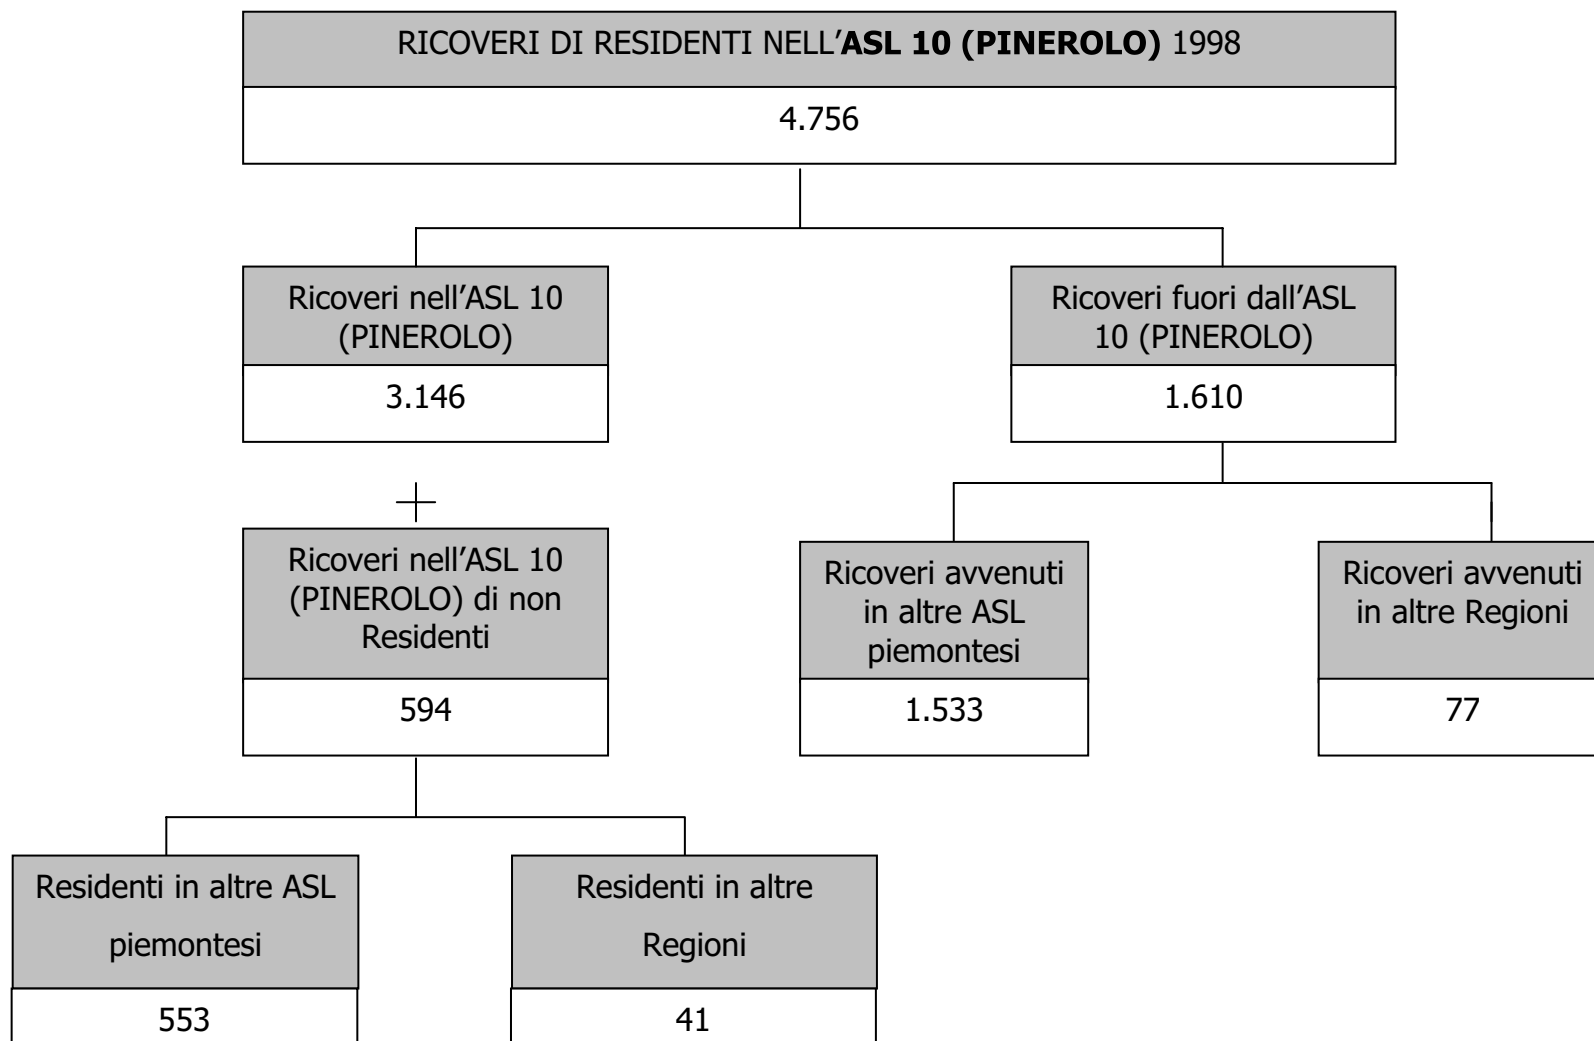 RICOVERI DI RESIDENTI NELL'ASL 10 (PINEROLO) 1998
4.756
Ricoveri nell'ASL 10
(PINEROLO)
3.146
Ricoveri fuori dall'ASL
10 (PINEROLO)
1.610
+
Ricoveri nell'ASL 10
(PINEROLO) di non
Residenti
594
Ricoveri avvenuti
in altre ASL
piemontesi
1.533
Ricoveri avvenuti
in altre Regioni
77
Residenti in altre ASL
piemontesi
553
Residenti in altre
Regioni
41